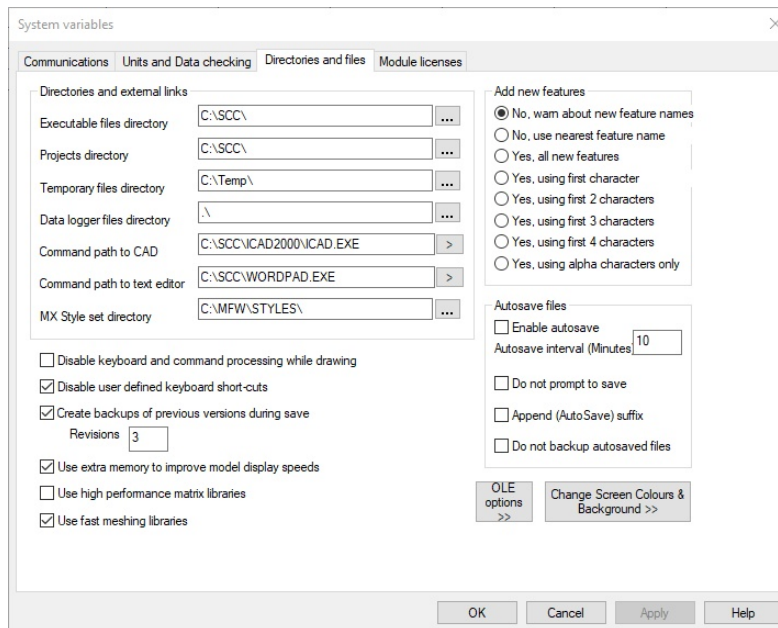 System variables
Communications
Units and Data checking
Directories and files
Module licenses
Directories and external links
Executable files directory
C:\SCC\
...
Projects directory
C:\SCC\
...
Temporary files directory
C:\Temp\
...
Data logger files directory
.\
...
Command path to CAD
C:\SCC\ICAD2000\ICAD.EXE
>
Command path to text editor
C:\SCC\WORDPAD.EXE
>
MX Style set directory
C:\MFW\STYLES\
...
Disable keyboard and command processing while drawing
Disable user defined keyboard short-cuts
Create backups of previous versions during save
Revisions
3
Use extra memory to improve model display speeds
Use high performance matrix libraries
Use fast meshing libraries
Add new features
No, warn about new feature names
No, use nearest feature name
Yes, all new features
Yes, using first character
Yes, using first 2 characters
Yes, using first 3 characters
Yes, using first 4 characters
Yes, using alpha characters only
Autosave files
Enable autosave
Autosave interval (Minutes)
10
Do not prompt to save
Append (AutoSave) suffix
Do not backup autosaved files
OLE
options
>>
Change Screen Colours &
Background >>
OK
Cancel
Apply
Help